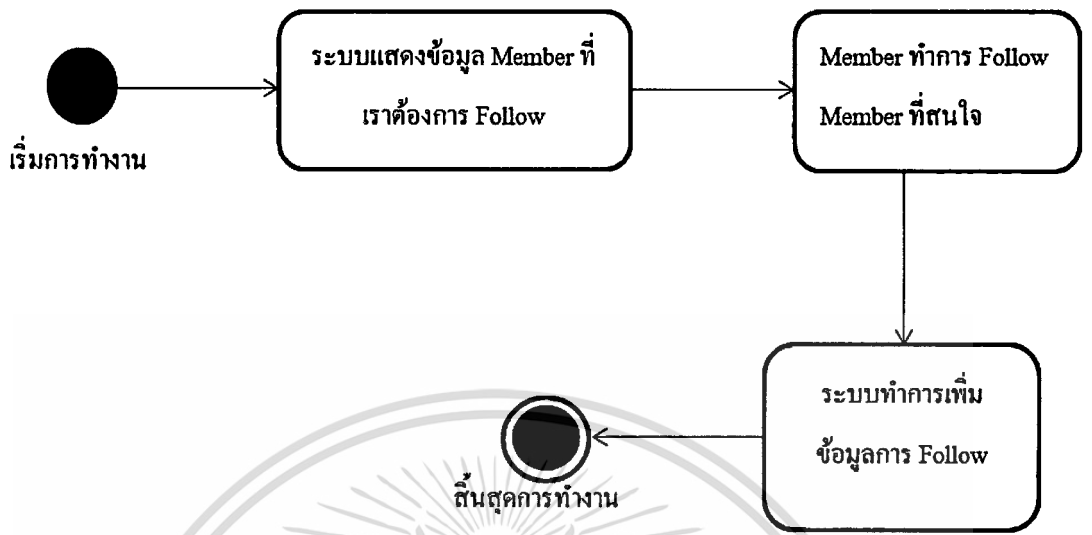 เริ่มการทำงาน
ระบบแสดงข้อมูล Member ที่
เราต้องการ Follow
Member ทำการ Follow
Member ที่สนใจ
ระบบทำการเพิ่ม
ข้อมูลการ Follow
สิ้นสุดการทำงาน